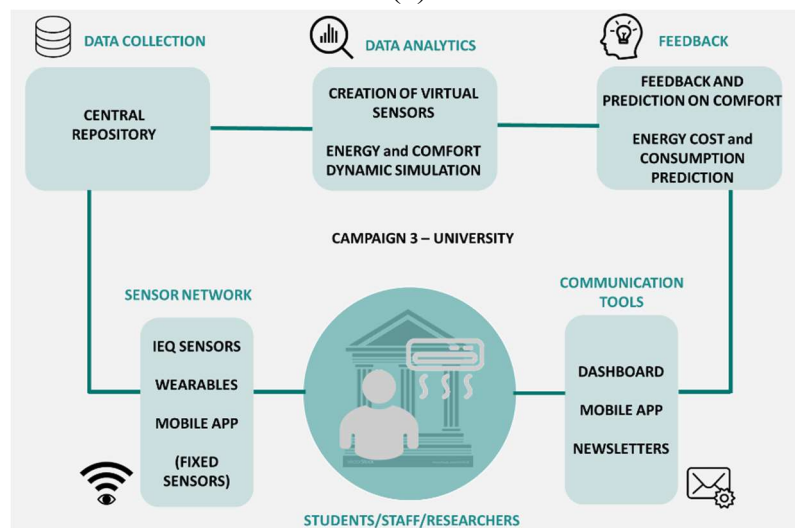 DATA COLLECTION
DATA ANALYTICS
FEEDBACK
CENTRAL
REPOSITORY
CREATION OF VIRTUAL
SENSORS
ENERGY and COMFORT
DYNAMIC SIMULATION
FEEDBACK AND
PREDICTION ON COMFORT
ENERGY COST and
CONSUMPTION
PREDICTION
CAMPAIGN 3 – UNIVERSITY
SENSOR NETWORK
IEQ SENSORS
WEARABLES
MOBILE APP
(FIXED
SENSORS)
COMMUNICATION
TOOLS
DASHBOARD
MOBILE APP
NEWSLETTERS
STUDENTS/STAFF/RESEARCHERS